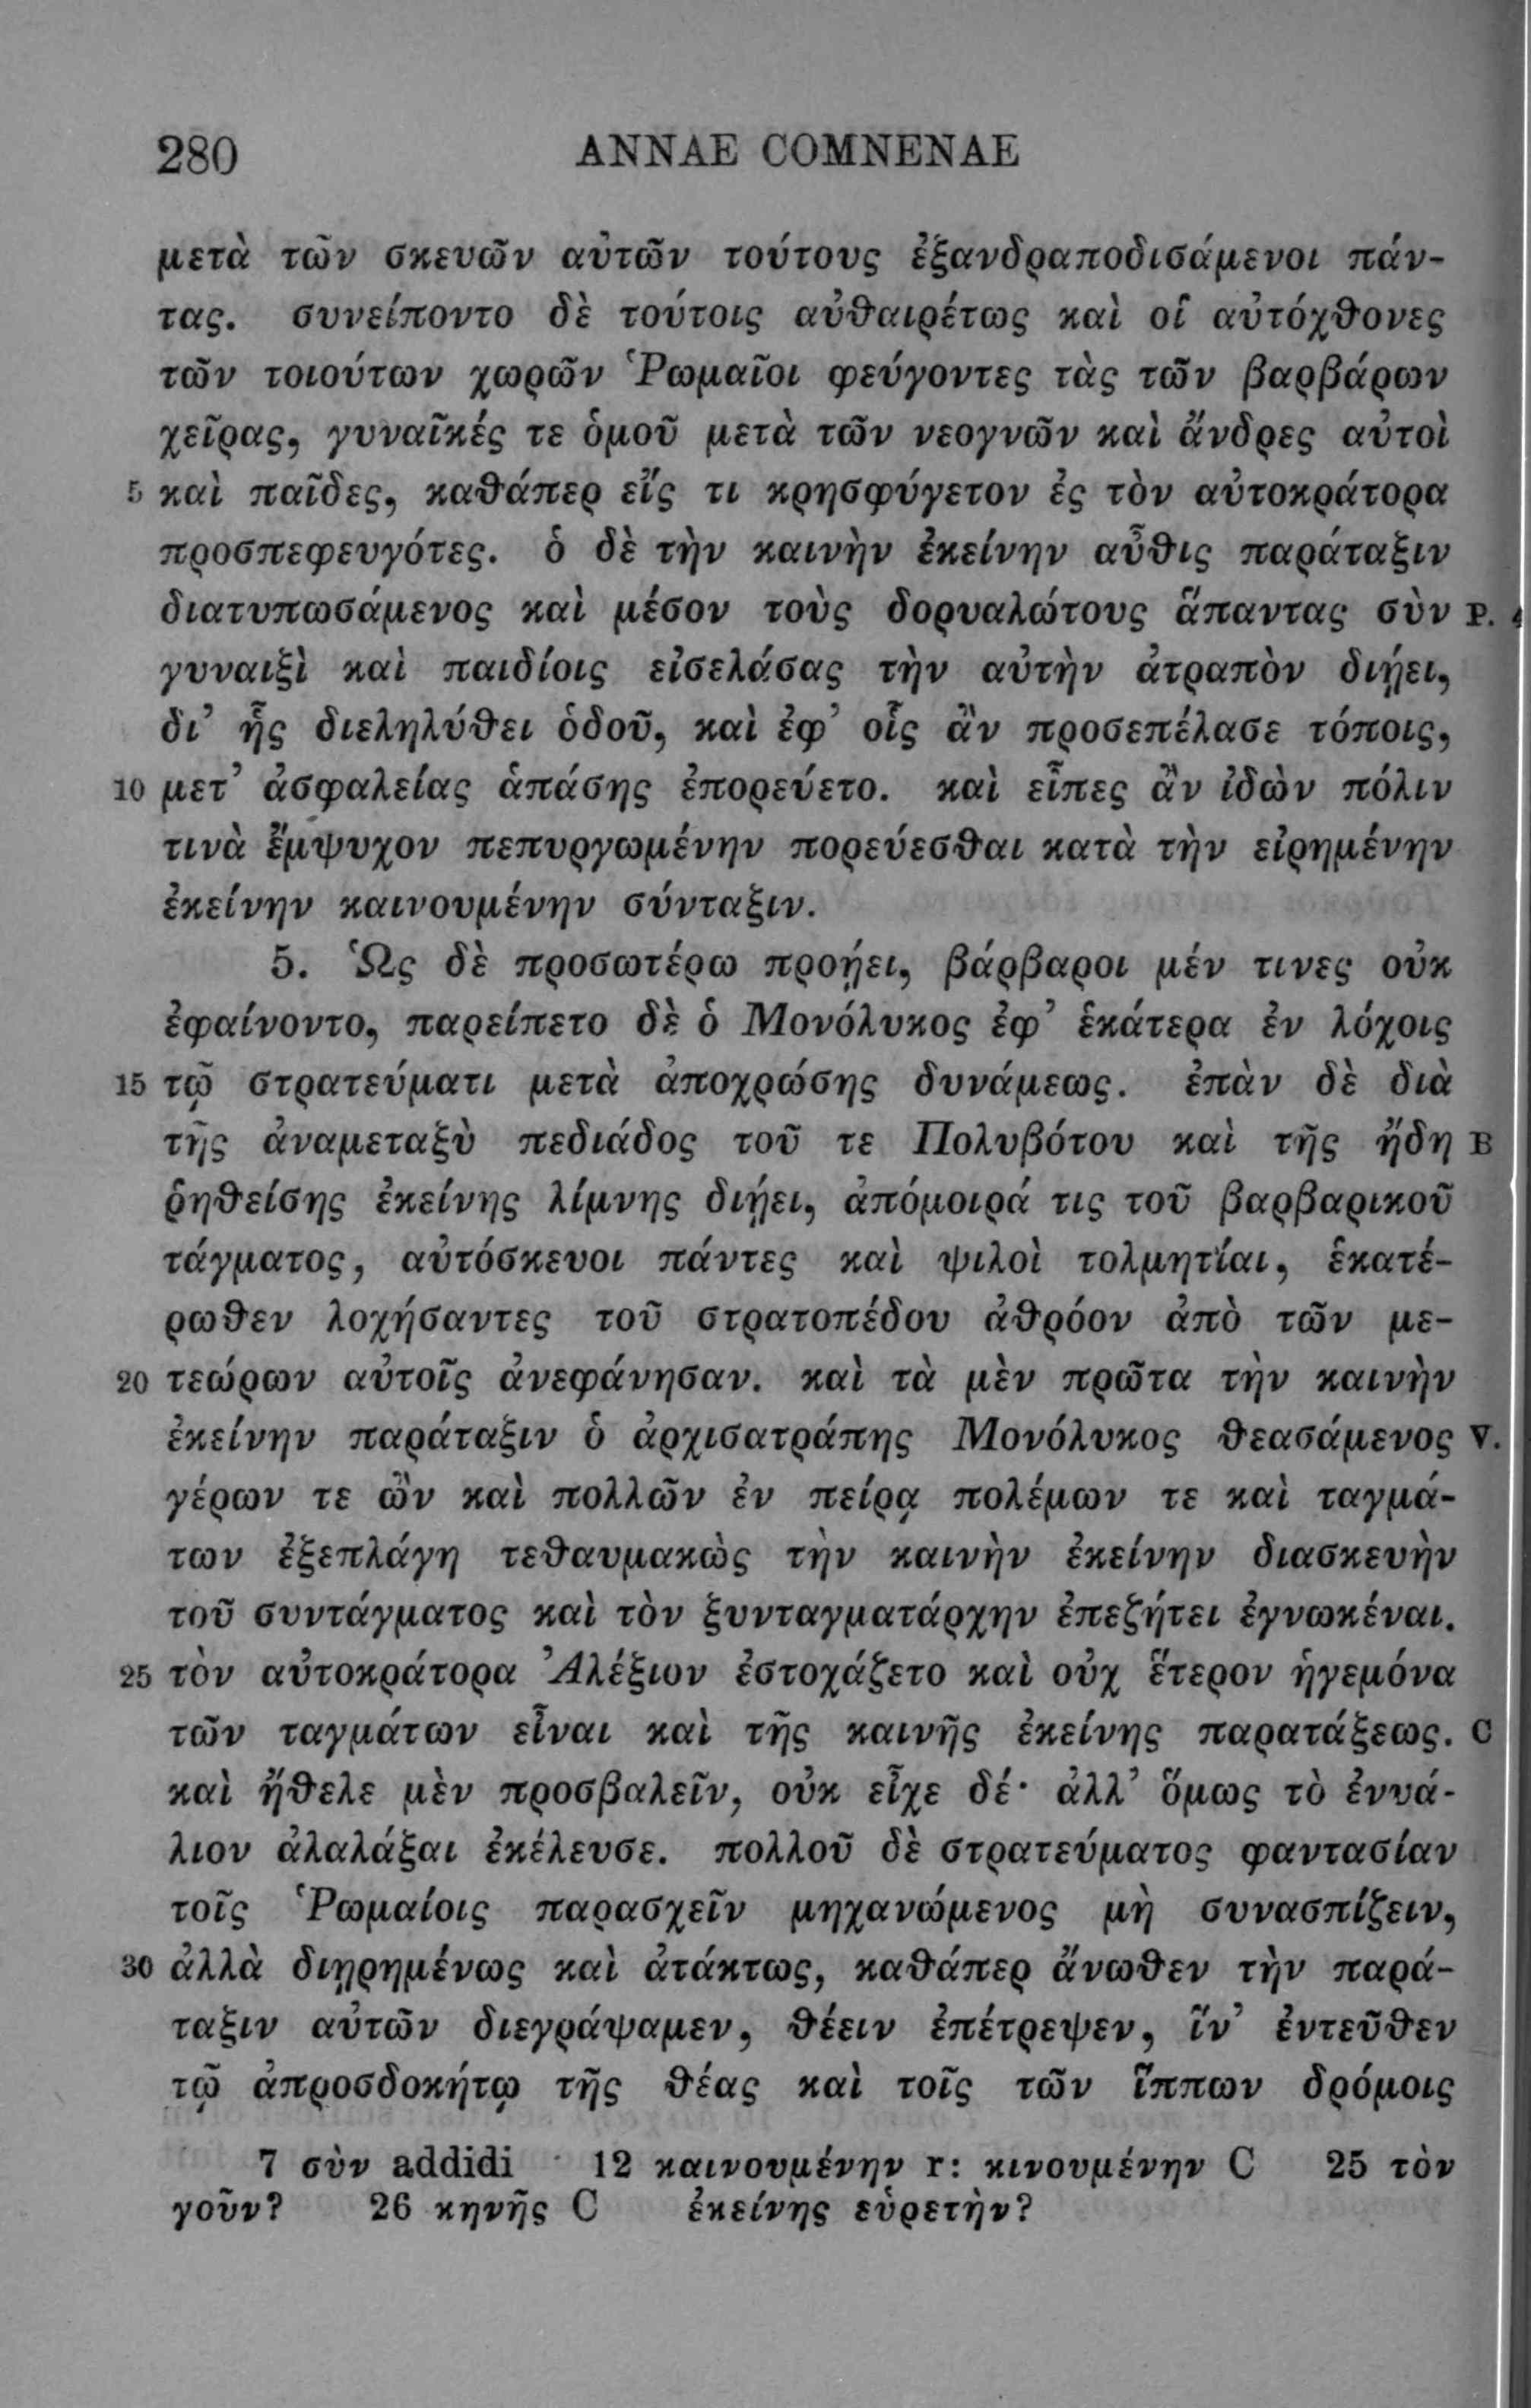 280 ANNAE COMNENAE
μετὰ τῶν σκευῶν αὐτῶν τούτους ἐξανδραποδισάμενοι πάν-
τας. συνείποντο δὲ τούτοις αὐθαιρέτως καὶ οἱ αὐτόχθονες
τῶν τοιούτων χωρῶν Ῥωμαῖοι φεύγοντες τὰς τῶν βαρβάρων
χεῖρας, γυναῖκές τε ὁμοῦ μετὰ τῶν νεογνῶν καὶ ἄνδρες αὐτοὶ
5 καὶ παῖδες, καθάπερ εἴς τι κρησφύγετον ἐς τὸν αὐτοκράτορα
προσπεφευγότες. ὁ δὲ τὴν καινὴν ἐκείνην αὖθις παράταξιν
διατυπωσάμενος καὶ μέσον τοὺς δορυαλώτους ἅπαντας σὺν P.
γυναιξὶ καὶ παιδίοις εἰσελάσας τὴν αὐτὴν ἀτραπὸν διῄει,
δι’ ἧς διεληλύθει ὁδοῦ, καὶ ἐφ’ οἷς ἂν προσεπέλασε τόποις,
10 μετ’ ἀσφαλείας ἁπάσης ἐπορεύετο. καὶ εἶπες ἂν ἰδὼν πόλιν
τινὰ ἔμψυχον πεπυργωμένην πορεύεσθαι κατὰ τὴν εἰρημένην
ἐκείνην καινουμένην σύνταξιν.
5. Ὡς δὲ προσωτέρω προῄει, βάρβαροι μέν τινες οὐκ
ἐφαίνοντο, παρείπετο δὲ ὁ Μονόλυκος ἐφ’ ἑκάτερα ἐν λόχοις
15 τῷ στρατεύματι μετὰ ἀποχρώσης δυνάμεως. ἐπὰν δὲ διὰ
τῆς ἀναμεταξὺ πεδιάδος τοῦ τε Πολυβότου καὶ τῆς ἤδη B
ῥηθείσης ἐκείνης λίμνης διῄει, ἀπόμοιρά τις τοῦ βαρβαρικοῦ
τάγματος, αὐτόσκευοι πάντες καὶ ψιλοὶ τολμητίαι, ἑκατέ-
ρωθεν λοχήσαντες τοῦ στρατοπέδου ἀθρόον ἀπὸ τῶν με-
20 τεώρων αὐτοῖς ἀνεφάνησαν. καὶ τὰ μὲν πρῶτα τὴν καινὴν
ἐκείνην παράταξιν ὁ ἀρχισατράπης Μονόλυκος θεασάμενος V.
γέρων τε ὢν καὶ πολλῶν ἐν πείρᾳ πολέμων τε καὶ ταγμά-
των ἐξεπλάγη τεθαυμακὼς τὴν καινὴν ἐκείνην διασκευὴν
τοῦ συντάγματος καὶ τὸν ξυνταγματάρχην ἐπεζήτει ἐγνωκέναι.
25 τὸν αὐτοκράτορα Ἀλέξιον ἐστοχάζετο καὶ οὐχ ἕτερον ἡγεμόνα
τῶν ταγμάτων εἶναι καὶ τῆς καινῆς ἐκείνης παρατάξεως. C
καὶ ἤθελε μὲν προσβαλεῖν, οὐκ εἶχε δέ· ἀλλ’ ὅμως τὸ ἐννά-
λιον ἀλαλάξαι ἐκέλευσε. πολλοῦ δὲ στρατεύματος φαντασίαν
τοῖς Ῥωμαίοις παρασχεῖν μηχανώμενος μὴ συνασπίζειν,
30 ἀλλὰ διῃρημένως καὶ ἀτάκτως, καθάπερ ἄνωθεν τὴν παρά-
ταξιν αὐτῶν διεγράψαμεν, θέειν ἐπέτρεψεν, ἵν’ ἐντεῦθεν
τῷ ἀπροσδοκήτῳ τῆς θέας καὶ τοῖς τῶν ἵππων δρόμοις
7 σὺν addidi 12 καινουμένην r: κινουμένην C 25 τὸν
γοῦν? 26 κηνῆς C ἐκείνης εὑρετὴν?